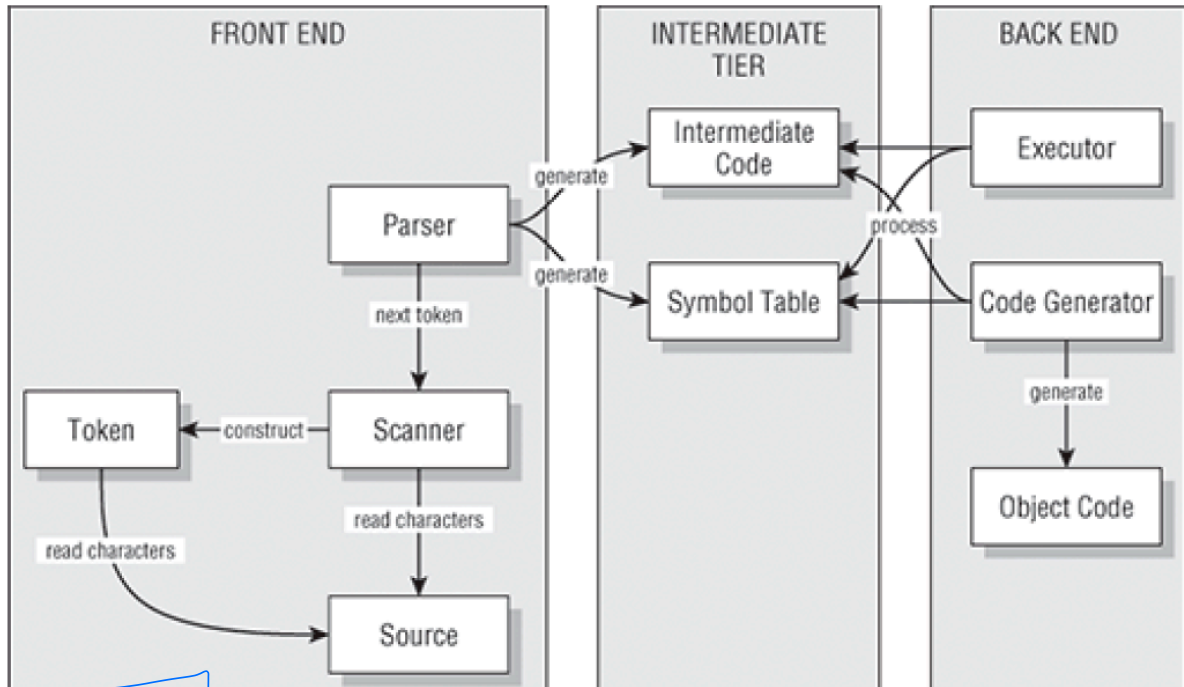 FRONT END
INTERMEDIATE
TIER
BACK END
Intermediate
Code
Executor
generate
Parser
process
generate
Symbol Table
Code Generator
next token
generate
Token
construct
Scanner
Object Code
read characters
read characters
Source